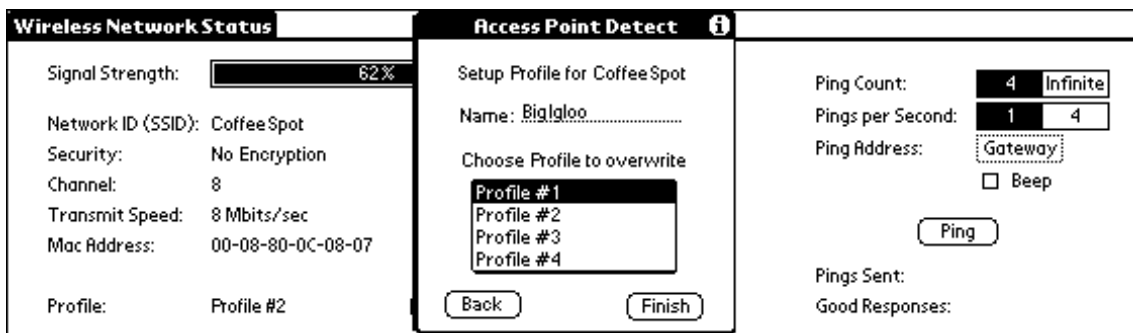 Wireless Network Status
Signal Strength: 62%
Network ID (SSID): CoffeeSpot
Security: No Encryption
Channel: 8
Transmit Speed: 8 Mbits/sec
Mac Address: 00-08-80-0C-08-07
Profile: Profile #2
Access Point Detect
Setup Profile for CoffeeSpot
Name: BigIgloo
Choose Profile to overwrite
Profile #1
Profile #2
Profile #3
Profile #4
Back Finish
Ping Count: 4 Infinite
Pings per Second: 1 4
Ping Address: Gateway
Beep
Ping
Pings Sent:
Good Responses: